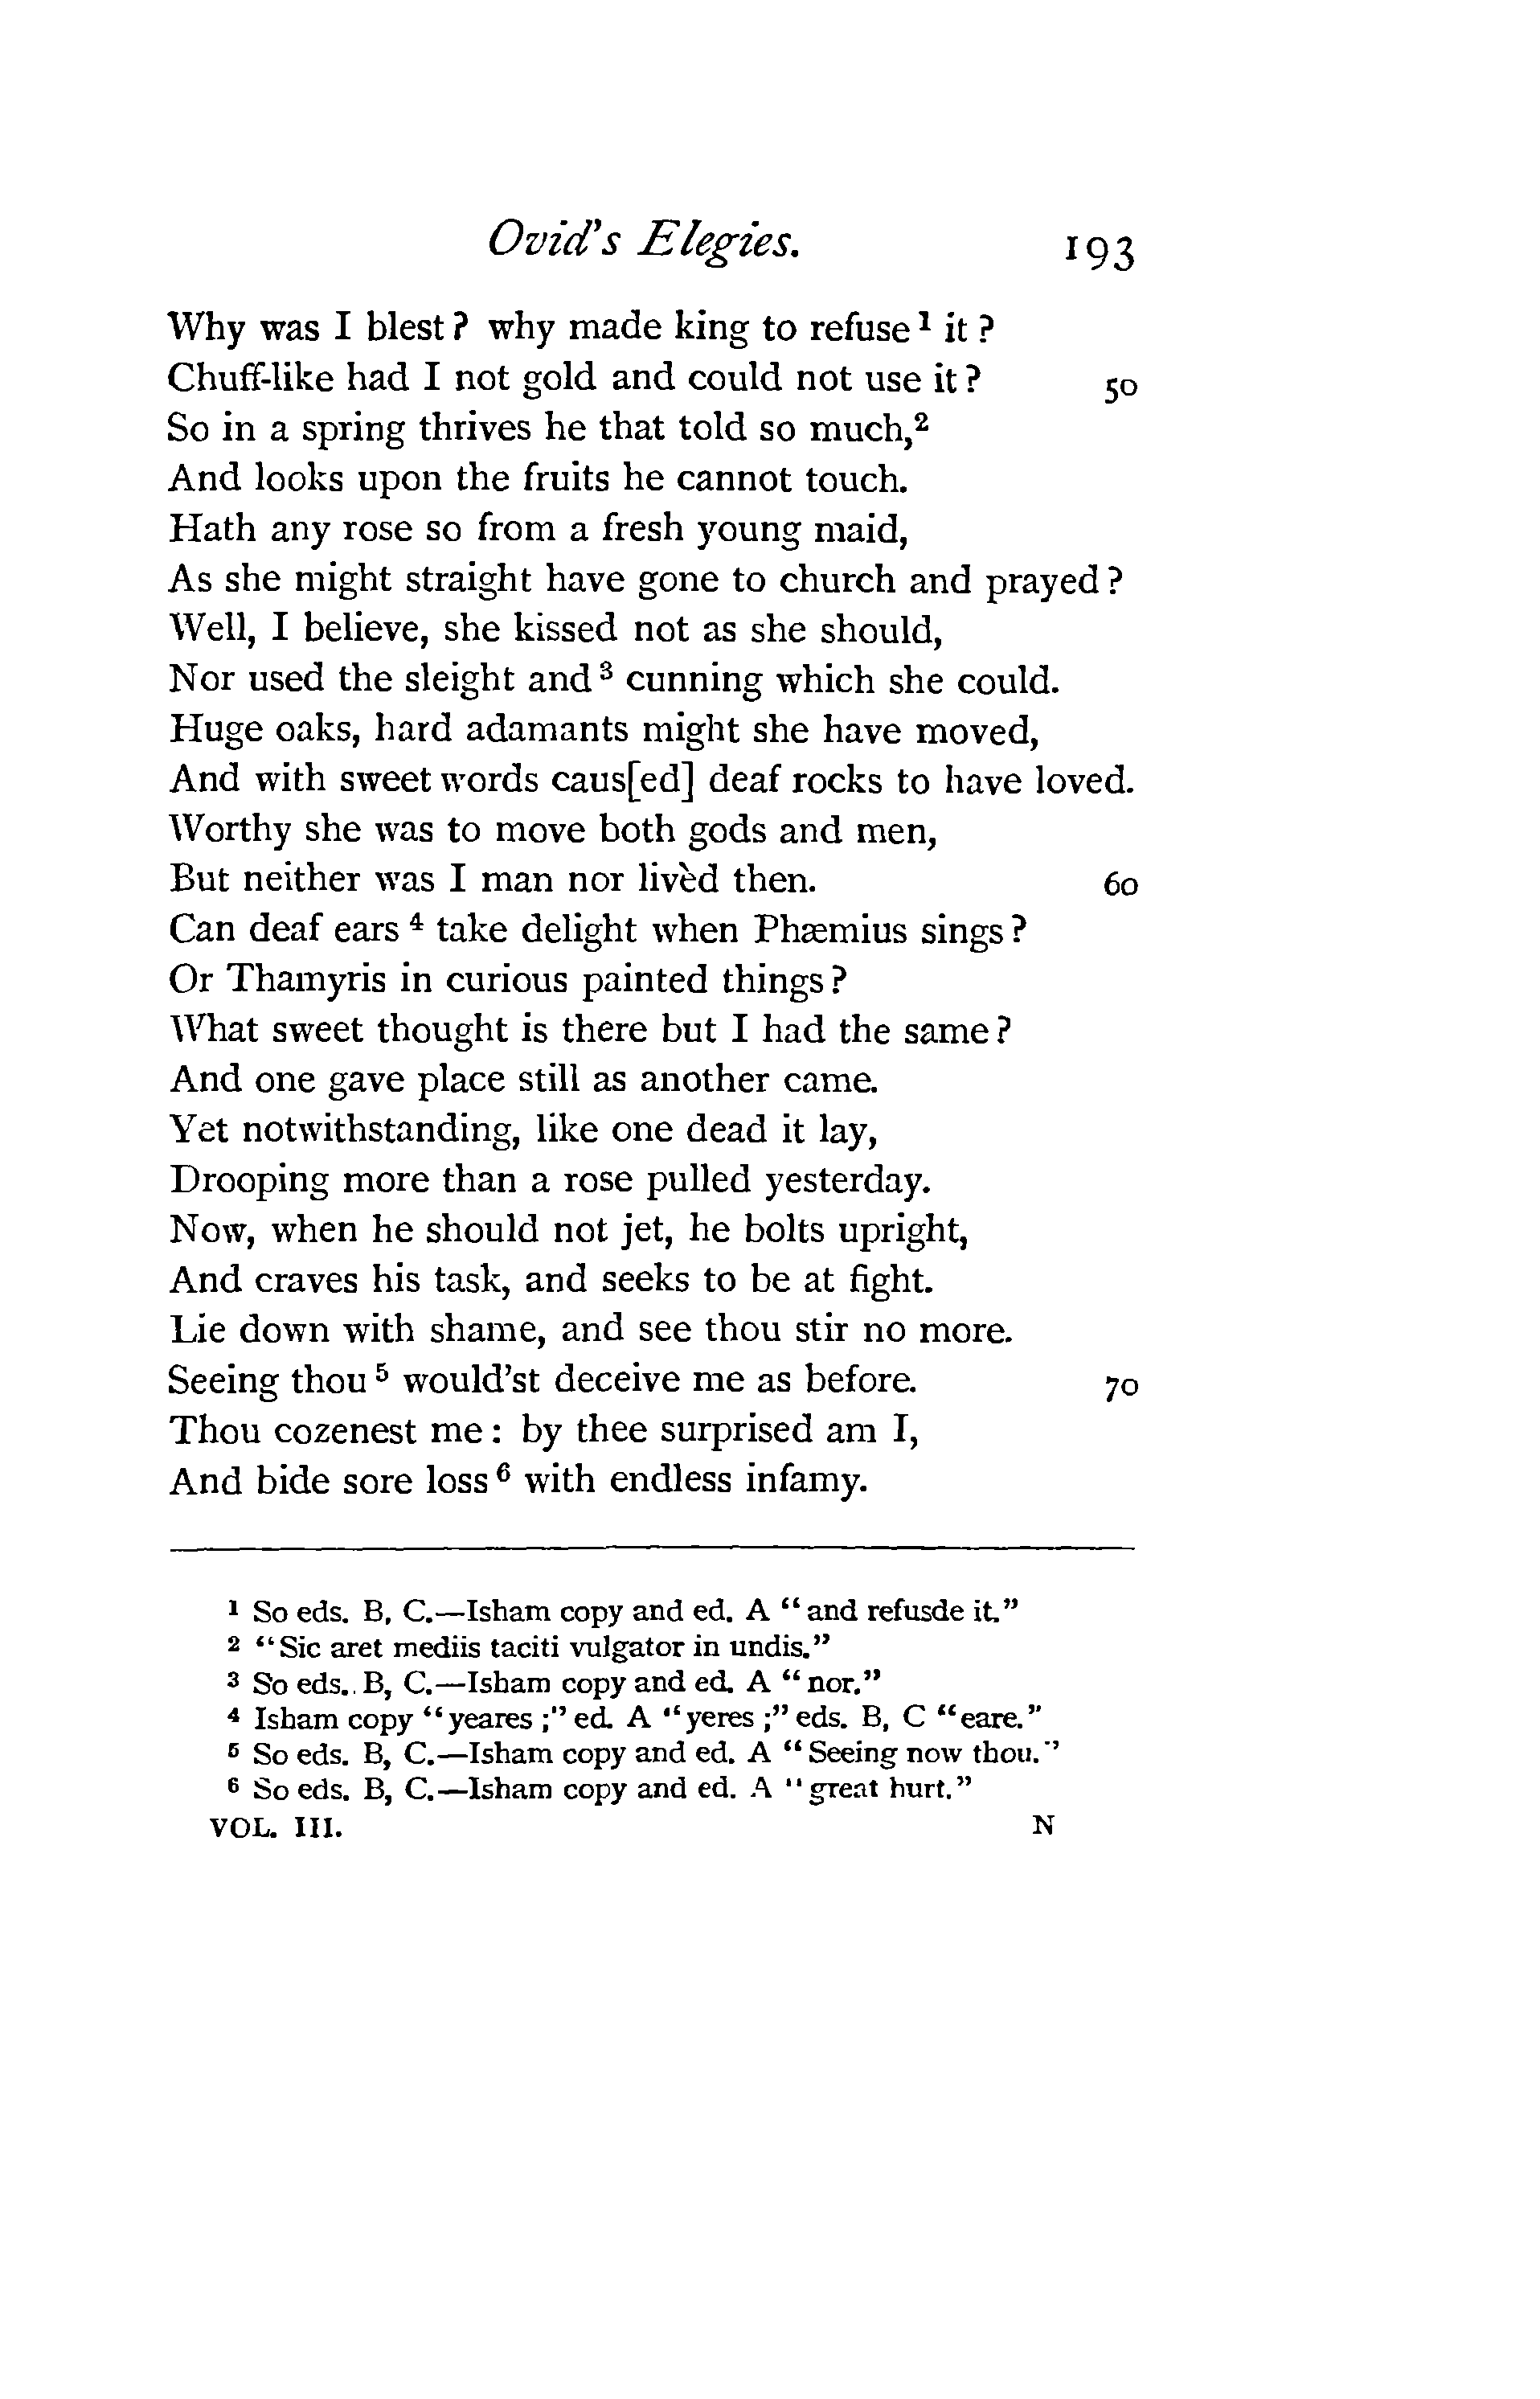 Ovid's Elegies. 193
Why was I blest? why made king to refuse¹ it?
Chuff-like had I not gold and could not use it? 50
So in a spring thrives he that told so much,²
And looks upon the fruits he cannot touch.
Hath any rose so from a fresh young maid,
As she might straight have gone to church and prayed?
Well, I believe, she kissed not as she should,
Nor used the sleight and³ cunning which she could.
Huge oaks, hard adamants might she have moved,
And with sweet words caus[ed] deaf rocks to have loved.
Worthy she was to move both gods and men,
But neither was I man nor livèd then. 60
Can deaf ears⁴ take delight when Phæmius sings?
Or Thamyris in curious painted things?
What sweet thought is there but I had the same?
And one gave place still as another came.
Yet notwithstanding, like one dead it lay,
Drooping more than a rose pulled yesterday.
Now, when he should not jet, he bolts upright,
And craves his task, and seeks to be at fight.
Lie down with shame, and see thou stir no more.
Seeing thou⁵ would'st deceive me as before. 70
Thou cozenest me: by thee surprised am I,
And bide sore loss⁶ with endless infamy.
¹ So eds. B, C.—Isham copy and ed. A "and refusde it."
² "Sic aret mediis taciti vulgator in undis."
³ So eds. B, C.—Isham copy and ed. A "nor."
⁴ Isham copy "yeares;" ed. A "yeres;" eds. B, C "eare."
⁵ So eds. B, C.—Isham copy and ed. A "Seeing now thou."
⁶ So eds. B, C.—Isham copy and ed. A "great hurt."
VOL. III. N